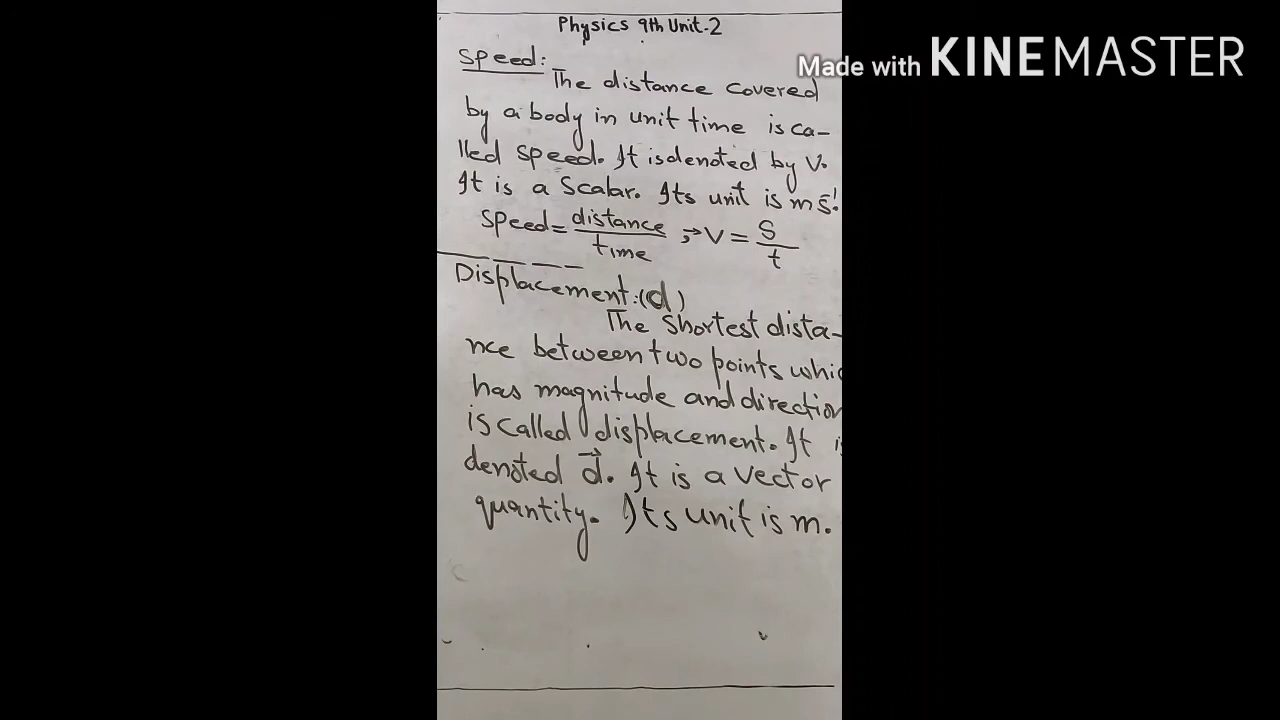 Physics 9th Unit-2
Made with KINEMASTER
Speed:
The distance covered
by a body in unit time is ca-
lled speed. It is denoted by V.
It is a Scalar. Its unit is m s⁻¹.
Speed = distance/time ; → V = S/t
Displacement: (d)
The Shortest dista-
nce between two points whic
has magnitude and direction
is called displacement. It is
denoted d⃗. It is a vector
quantity. Its unit is m.